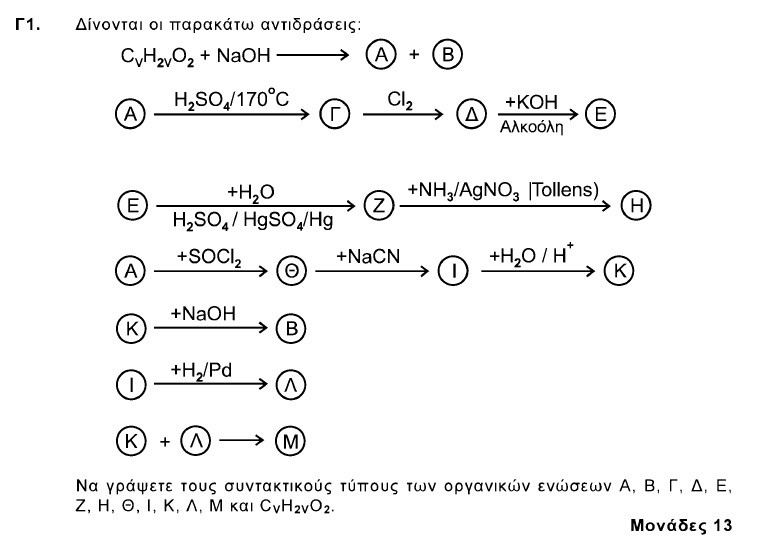 Γ1. Δίνονται οι παρακάτω αντιδράσεις:
CνH2νO2 + NaOH ⟶ Α + Β
Α H2SO4/170°C ⟶ Γ Cl2 ⟶ Δ +KOH Αλκοόλη ⟶ Ε
Ε +H2O H2SO4 / HgSO4/Hg ⟶ Ζ +NH3/AgNO3 |Tollens) ⟶ Η
Α +SOCl2 ⟶ Θ +NaCN ⟶ Ι +H2O / H+ ⟶ Κ
Κ +NaOH ⟶ Β
Ι +H2/Pd ⟶ Λ
Κ + Λ ⟶ Μ
Να γράψετε τους συντακτικούς τύπους των οργανικών ενώσεων Α, Β, Γ, Δ, Ε,
Ζ, Η, Θ, Ι, Κ, Λ, Μ και CνH2νO2.
Μονάδες 13